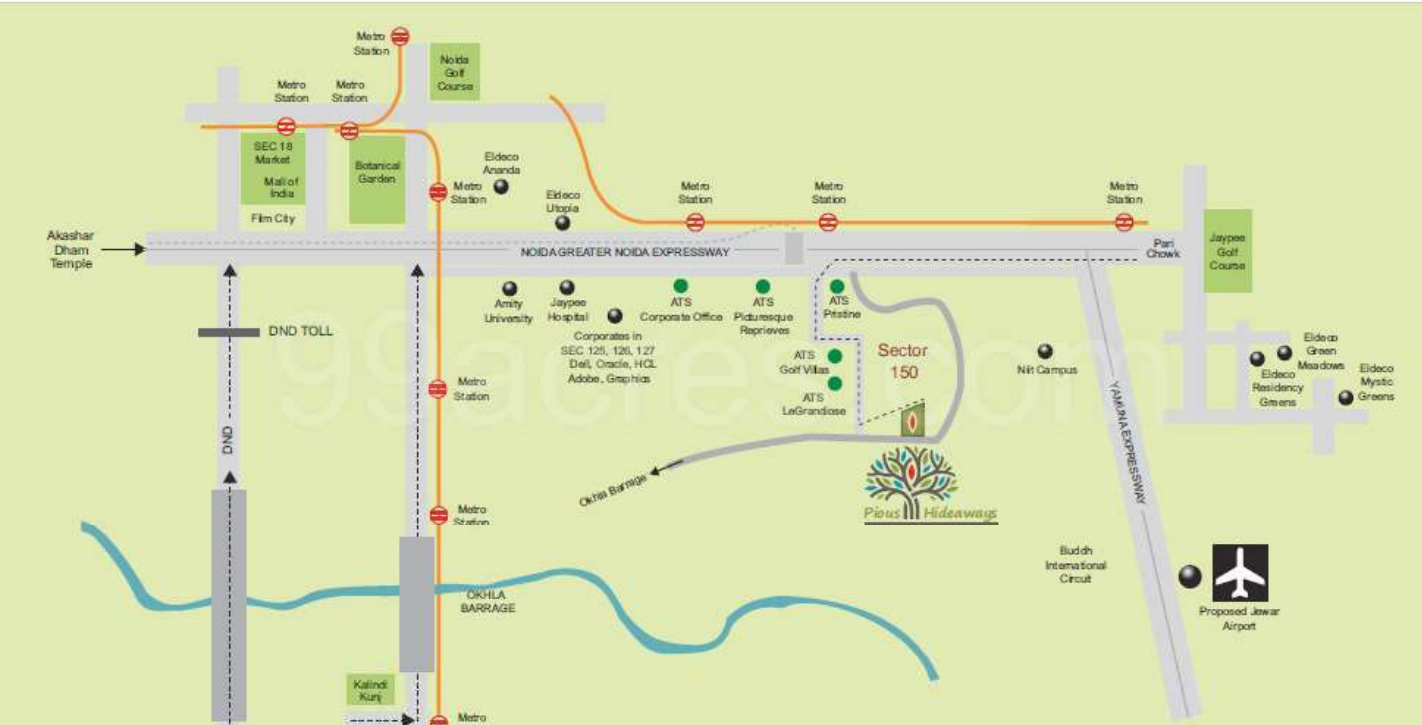 Metro
Station
Noida
Golf
Course
Metro
Station
Metro
Station
SEC 18
Market
Mall of
India
Film City
Botanical
Garden
Metro
Station
Eldeco
Ananda
Eldeco
Utopia
Metro
Station
Metro
Station
Metro
Station
Akashar
Dham
Temple
NOIDA GREATER NOIDA EXPRESSWAY
Pari
Chowk
Jaypee
Golf
Course
Amity
University
Jaypee
Hospital
ATS
Corporate Office
ATS
Picturesque
Reprieves
ATS
Pristine
DND TOLL
Corporates in
SEC 125, 126, 127
Dell, Oracle, HCL
Adobe, Graphics
ATS
Golf Villas
Sector
150
ATS
LeGrandiose
Niit Campus
Eldeco
Green
Meadows
Eldeco
Residency
Greens
Eldeco
Mystic
Greens
99acres.com
Metro
Station
DND
YAMUNA EXPRESSWAY
Okhla Barrage
Pious Hideaways
Metro
Station
Buddh
International
Circuit
Proposed Jewar
Airport
OKHLA
BARRAGE
Kalindi
Kunj
Metro